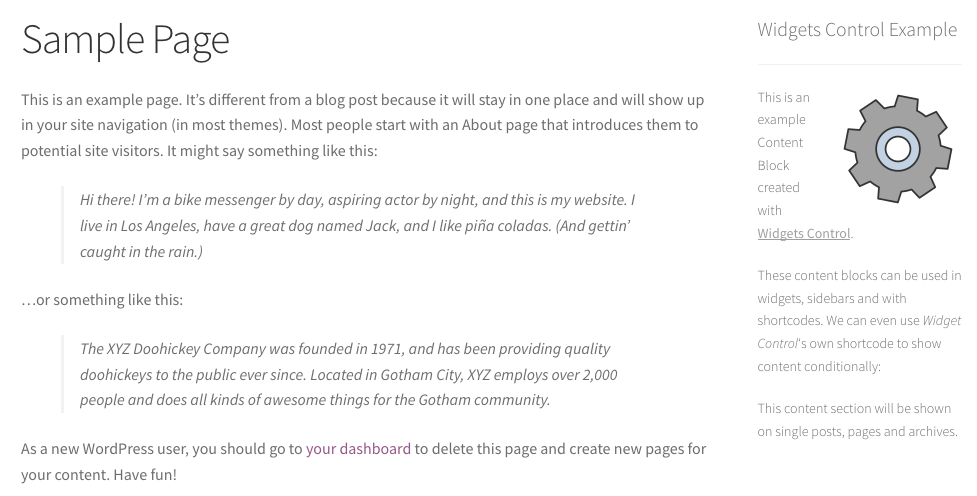 Sample Page
This is an example page. It’s different from a blog post because it will stay in one place and will show up
in your site navigation (in most themes). Most people start with an About page that introduces them to
potential site visitors. It might say something like this:
Hi there! I’m a bike messenger by day, aspiring actor by night, and this is my website. I
live in Los Angeles, have a great dog named Jack, and I like piña coladas. (And gettin’
caught in the rain.)
…or something like this:
The XYZ Doohickey Company was founded in 1971, and has been providing quality
doohickeys to the public ever since. Located in Gotham City, XYZ employs over 2,000
people and does all kinds of awesome things for the Gotham community.
As a new WordPress user, you should go to your dashboard to delete this page and create new pages for
your content. Have fun!
Widgets Control Example
This is an
example
Content
Block
created
with
Widgets Control.
These content blocks can be used in
widgets, sidebars and with
shortcodes. We can even use Widget
Control's own shortcode to show
content conditionally:
This content section will be shown
on single posts, pages and archives.